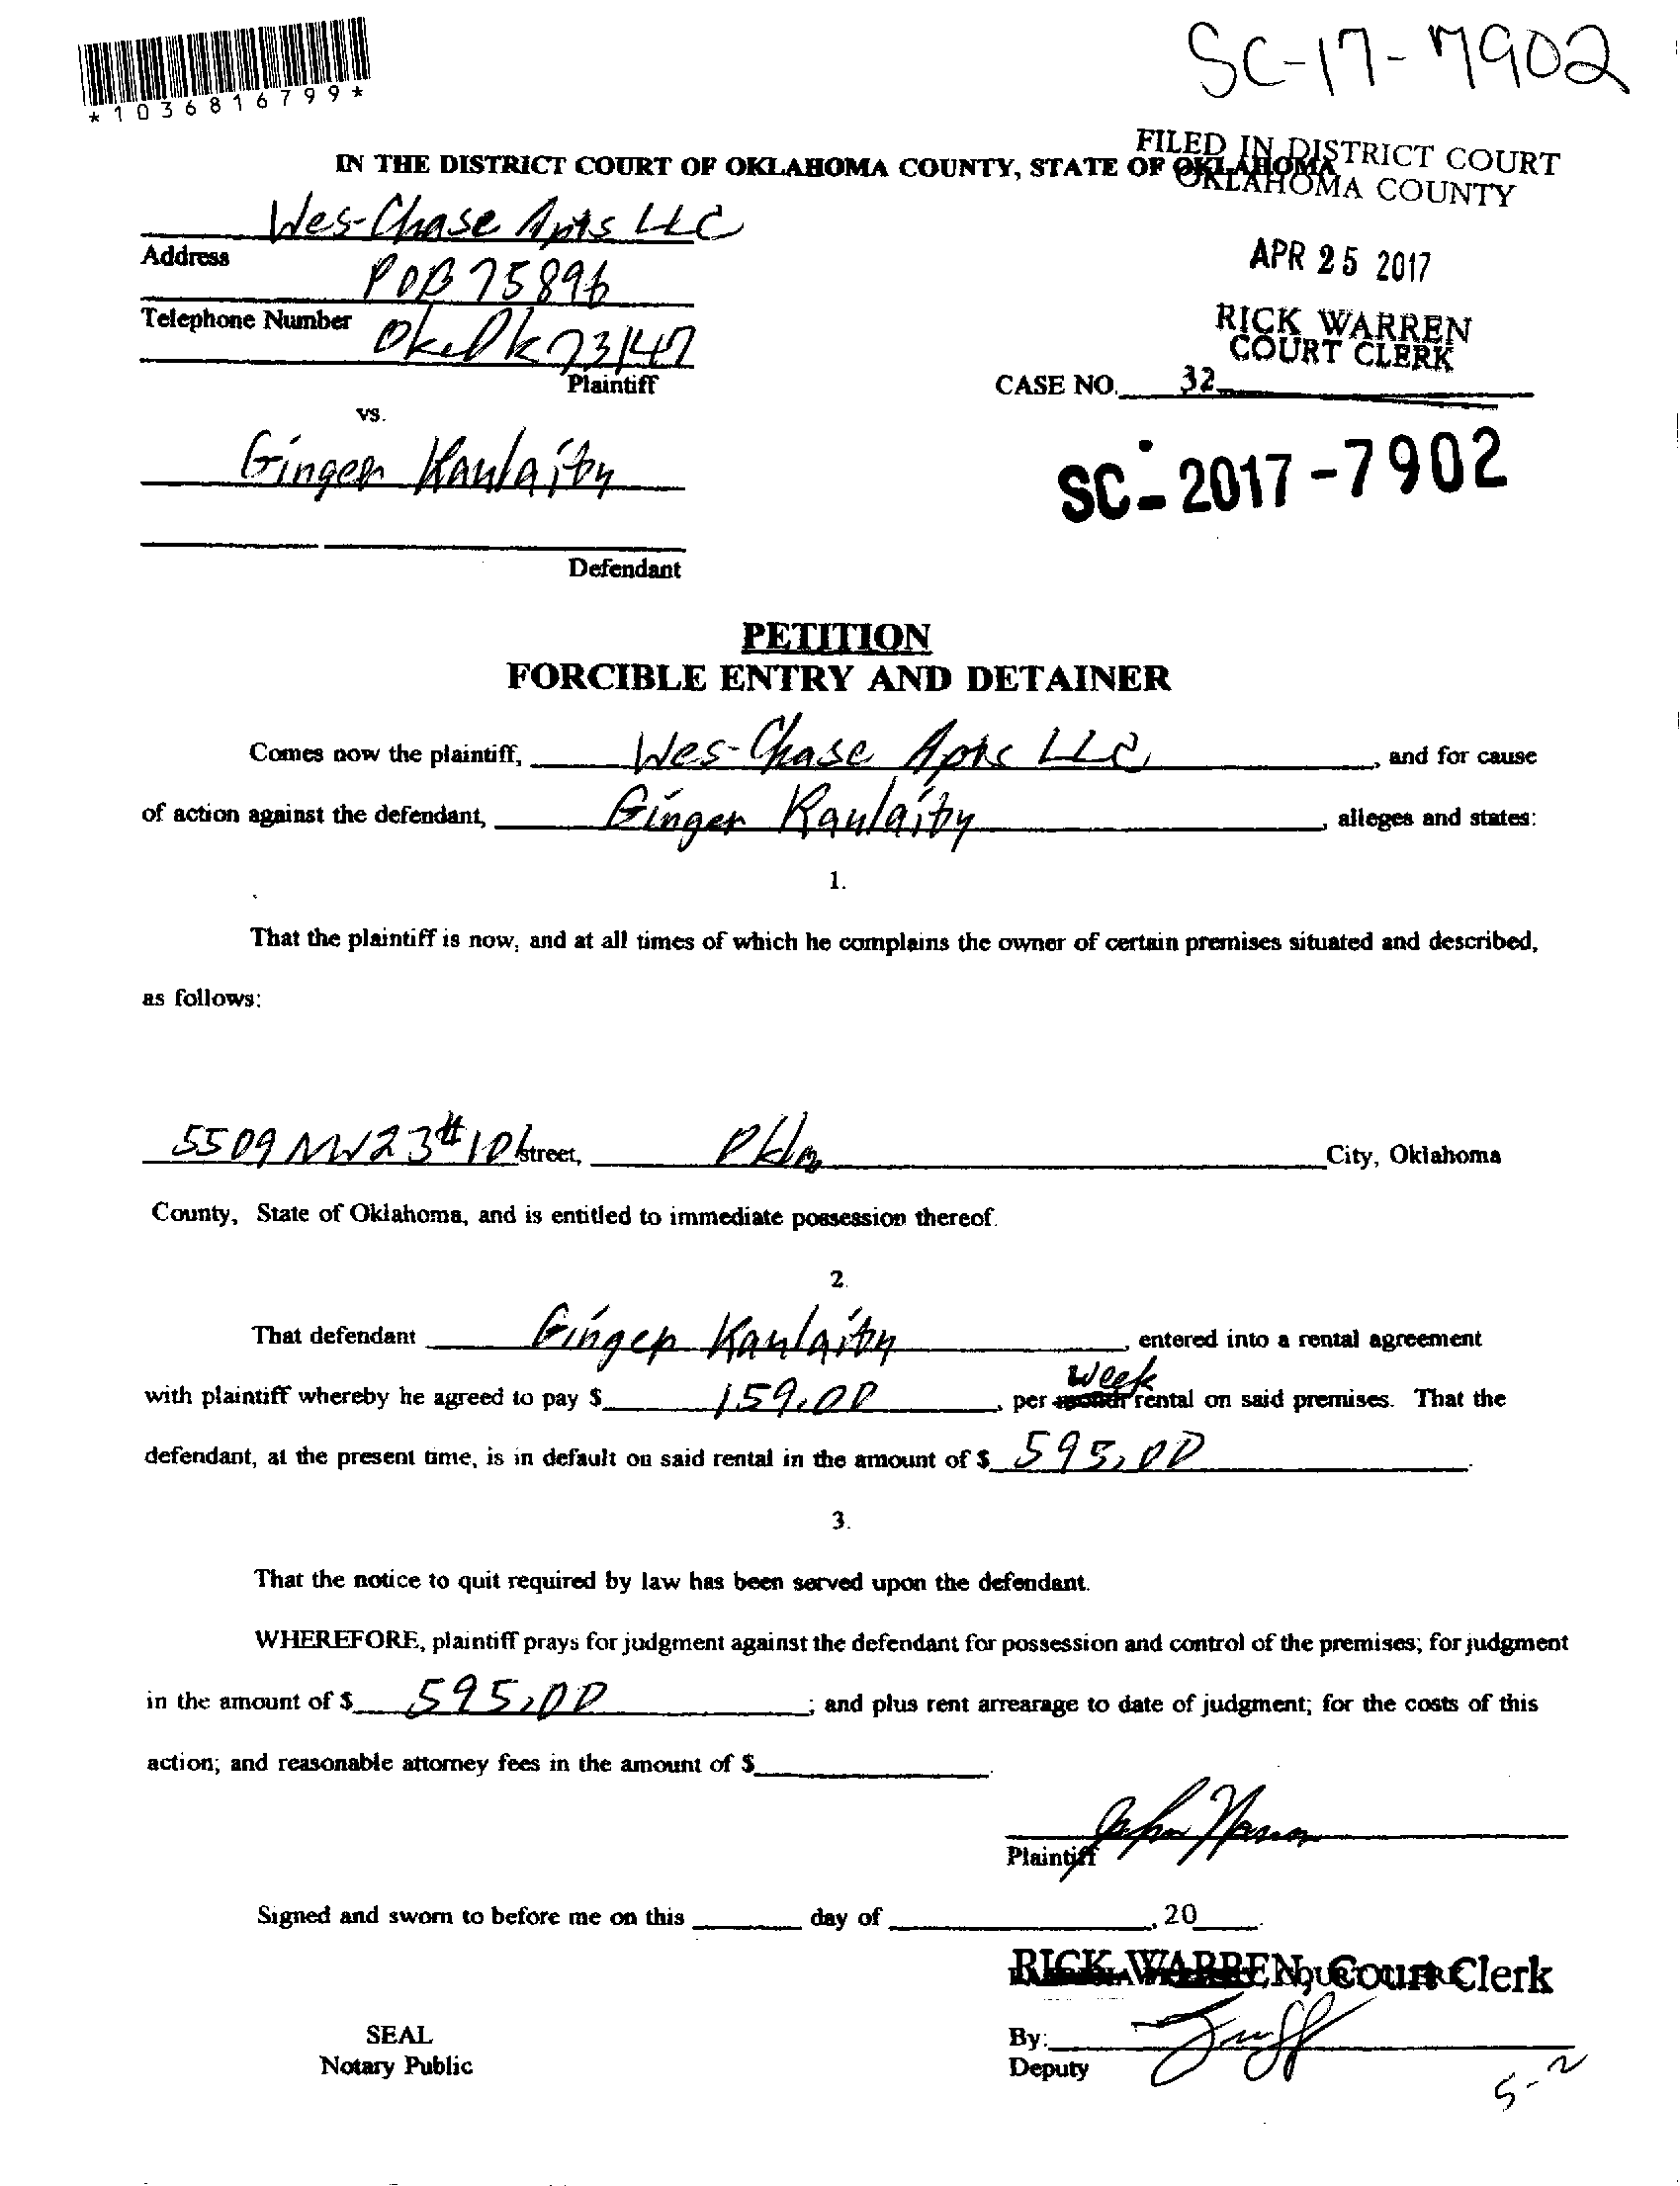 SC-17-7902
*1036816799*
FILED IN DISTRICT COURT
OKLAHOMA COUNTY
IN THE DISTRICT COURT OF OKLAHOMA COUNTY, STATE OF OKLAHOMA
Wes-Chase Apts LLC
Address
POB 75896
APR 25 2017
Telephone Number
Okc Ok 73147
RICK WARREN
COURT CLERK
Plaintiff
CASE NO. 32
vs.
Ginger Kaulaity
SC-2017-7902
Defendant
PETITION
FORCIBLE ENTRY AND DETAINER
Comes now the plaintiff, Wes-Chase Apts LLC, and for cause
of action against the defendant, Ginger Kaulaity, alleges and states:
1.
That the plaintiff is now, and at all times of which he complains the owner of certain premises situated and described,
as follows:
5509 NW 23 # 101 street, Okla City, Oklahoma
County, State of Oklahoma, and is entitled to immediate possession thereof.
2.
That defendant Ginger Kaulaity, entered into a rental agreement
week
with plaintiff whereby he agreed to pay $ 159.00, per month rental on said premises. That the
defendant, at the present time, is in default on said rental in the amount of $ 595.00.
3.
That the notice to quit required by law has been served upon the defendant.
WHEREFORE, plaintiff prays for judgment against the defendant for possession and control of the premises; for judgment
in the amount of $ 595.00; and plus rent arrearage to date of judgment; for the costs of this
action; and reasonable attorney fees in the amount of $
Plaintiff
Signed and sworn to before me on this ____ day of ____, 20__.
RICK WARREN, Court Clerk
SEAL
By:
Notary Public
Deputy
5-2